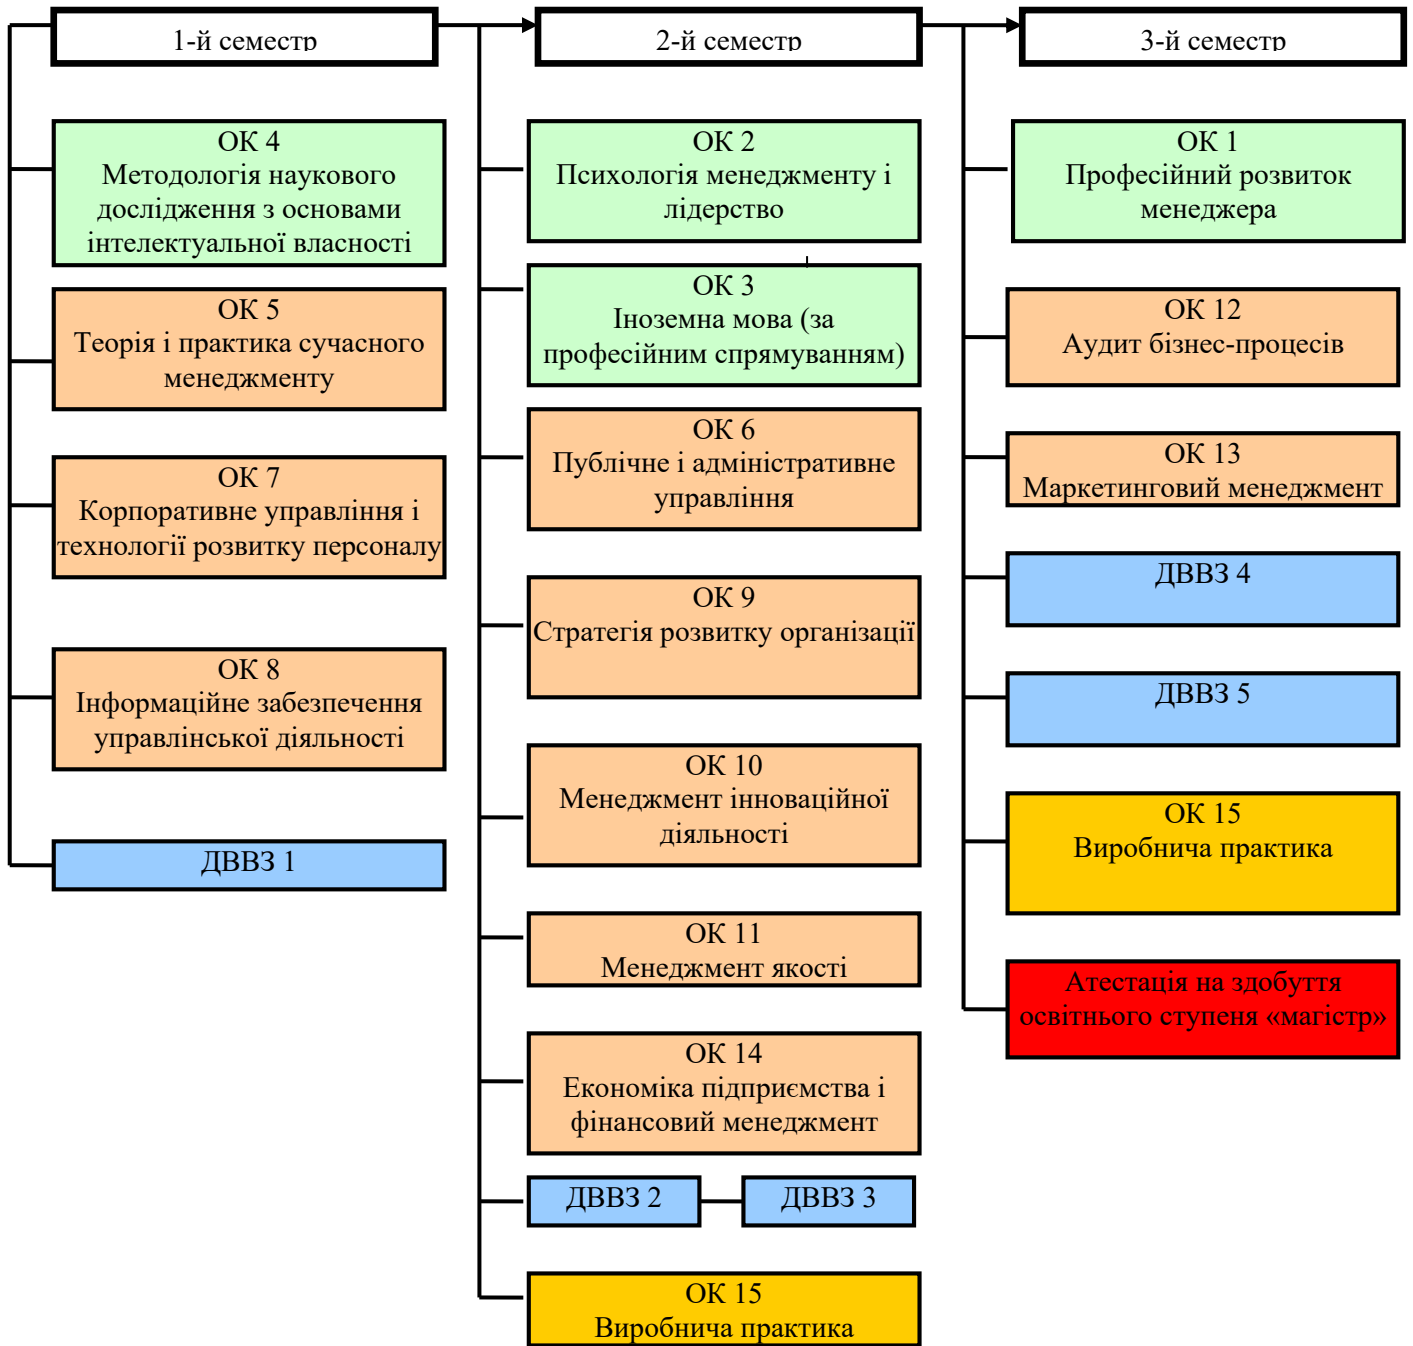 1-й семестр
2-й семестр
3-й семестр
ОК 4
Методологія наукового
дослідження з основами
інтелектуальної власності
ОК 5
Теорія і практика сучасного
менеджменту
ОК 7
Корпоративне управління і
технології розвитку персоналу
ОК 8
Інформаційне забезпечення
управлінської діяльності
ДВВЗ 1
ОК 2
Психологія менеджменту і
лідерство
ОК 3
Іноземна мова (за
професійним спрямуванням)
ОК 6
Публічне і адміністративне
управління
ОК 9
Стратегія розвитку організації
ОК 10
Менеджмент інноваційної
діяльності
ОК 11
Менеджмент якості
ОК 14
Економіка підприємства і
фінансовий менеджмент
ДВВЗ 2
ДВВЗ 3
ОК 15
Виробнича практика
ОК 1
Професійний розвиток
менеджера
ОК 12
Аудит бізнес-процесів
ОК 13
Маркетинговий менеджмент
ДВВЗ 4
ДВВЗ 5
ОК 15
Виробнича практика
Атестація на здобуття
освітнього ступеня «магістр»